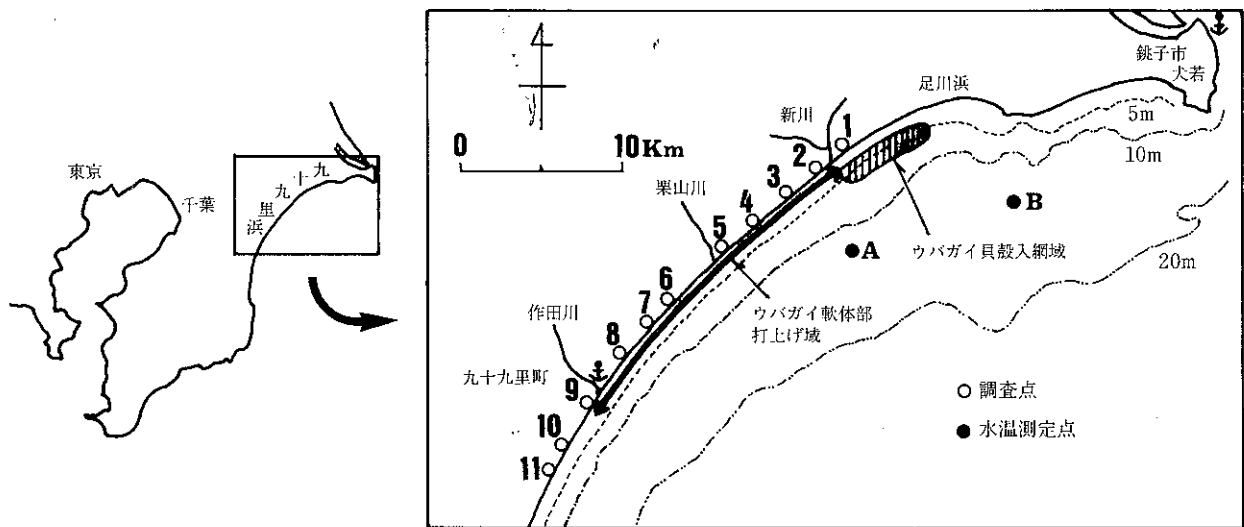 東京
千葉
九十九里浜
0
10Km
銚子市
犬若
足川浜
新川
5m
10m
20m
栗山川
1
2
3
4
5
6
7
8
9
10
11
B
A
ウバガイ貝殻入網域
ウバガイ軟体部
打上げ域
作田川
九十九里町
○ 調査点
● 水温測定点